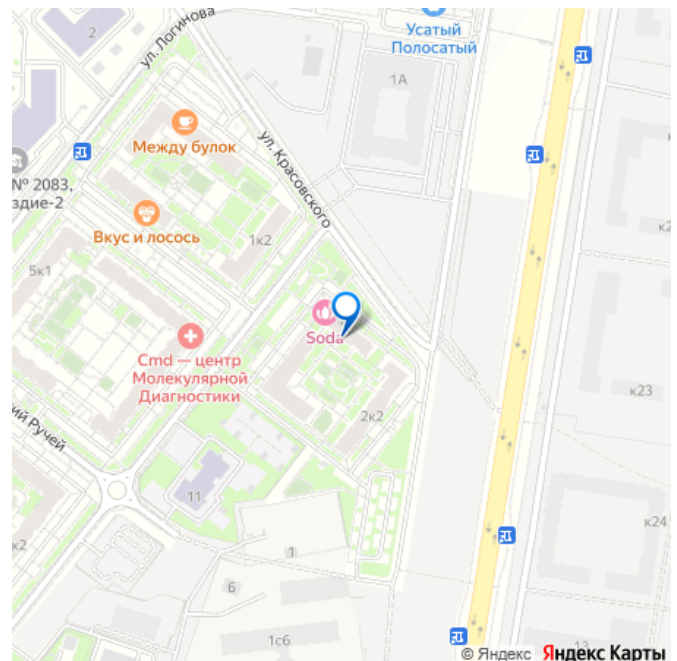 Усатый
Полосатый
ул. Логинова
2
1А
Между булок
ул. Красовского
№ 2083,
здие-2
Вкус и лосось
1к2
5к1
Soda
Cmd — центр
Молекулярной
Диагностики
2к2
к23
ий Ручей
11
к2
1
к24
6
1с6
13
© Яндекс Яндекс Карты